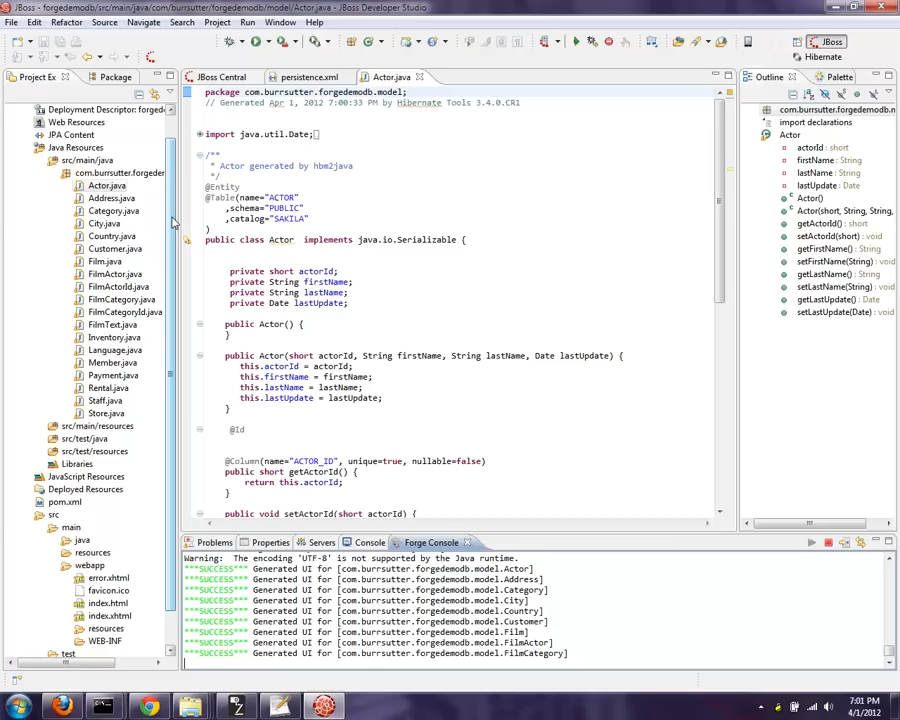 JBoss - forgedemodb/src/main/java/com/burrsutter/forgedemodb/model/Actor.java - JBoss Developer Studio
File Edit Refactor Source Navigate Search Project Run Window Help
JBoss
Hibernate
Project Ex
Package
JBoss Central
persistence.xml
Actor.java
Outline
Palette
Deployment Descriptor: forgedemo
Web Resources
JPA Content
Java Resources
src/main/java
com.burrsutter.forgeder
Actor.java
Address.java
Category.java
City.java
Country.java
Customer.java
Film.java
FilmActor.java
FilmActorId.java
FilmCategory.java
FilmCategoryId.java
FilmText.java
Inventory.java
Language.java
Member.java
Payment.java
Rental.java
Staff.java
Store.java
src/main/resources
src/test/java
src/test/resources
Libraries
JavaScript Resources
Deployed Resources
pom.xml
src
main
java
resources
webapp
error.xhtml
favicon.ico
index.html
index.xhtml
resources
WEB-INF
test
package com.burrsutter.forgedemodb.model;
// Generated Apr 1, 2012 7:00:33 PM by Hibernate Tools 3.4.0.CR1
import java.util.Date;
/**
* Actor generated by hbm2java
*/
@Entity
@Table(name="ACTOR"
,schema="PUBLIC"
,catalog="SAKILA"
)
public class Actor implements java.io.Serializable {
private short actorId;
private String firstName;
private String lastName;
private Date lastUpdate;
public Actor() {
}
public Actor(short actorId, String firstName, String lastName, Date lastUpdate) {
this.actorId = actorId;
this.firstName = firstName;
this.lastName = lastName;
this.lastUpdate = lastUpdate;
}
@Id
@Column(name="ACTOR_ID", unique=true, nullable=false)
public short getActorId() {
return this.actorId;
}
public void setActorId(short actorId) {
com.burrsutter.forgedemodb.model
import declarations
Actor
actorId : short
firstName : String
lastName : String
lastUpdate : Date
Actor()
Actor(short, String, String,
getActorId() : short
setActorId(short) : void
getFirstName() : String
setFirstName(String) : void
getLastName() : String
setLastName(String) : void
getLastUpdate() : Date
setLastUpdate(Date) : void
Problems
Properties
Servers
Console
Forge Console
Warning: The encoding 'UTF-8' is not supported by the Java runtime.
***SUCCESS*** Generated UI for [com.burrsutter.forgedemodb.model.Actor]
***SUCCESS*** Generated UI for [com.burrsutter.forgedemodb.model.Address]
***SUCCESS*** Generated UI for [com.burrsutter.forgedemodb.model.Category]
***SUCCESS*** Generated UI for [com.burrsutter.forgedemodb.model.City]
***SUCCESS*** Generated UI for [com.burrsutter.forgedemodb.model.Country]
***SUCCESS*** Generated UI for [com.burrsutter.forgedemodb.model.Customer]
***SUCCESS*** Generated UI for [com.burrsutter.forgedemodb.model.Film]
***SUCCESS*** Generated UI for [com.burrsutter.forgedemodb.model.FilmActor]
***SUCCESS*** Generated UI for [com.burrsutter.forgedemodb.model.FilmCategory]
7:01 PM
4/1/2012